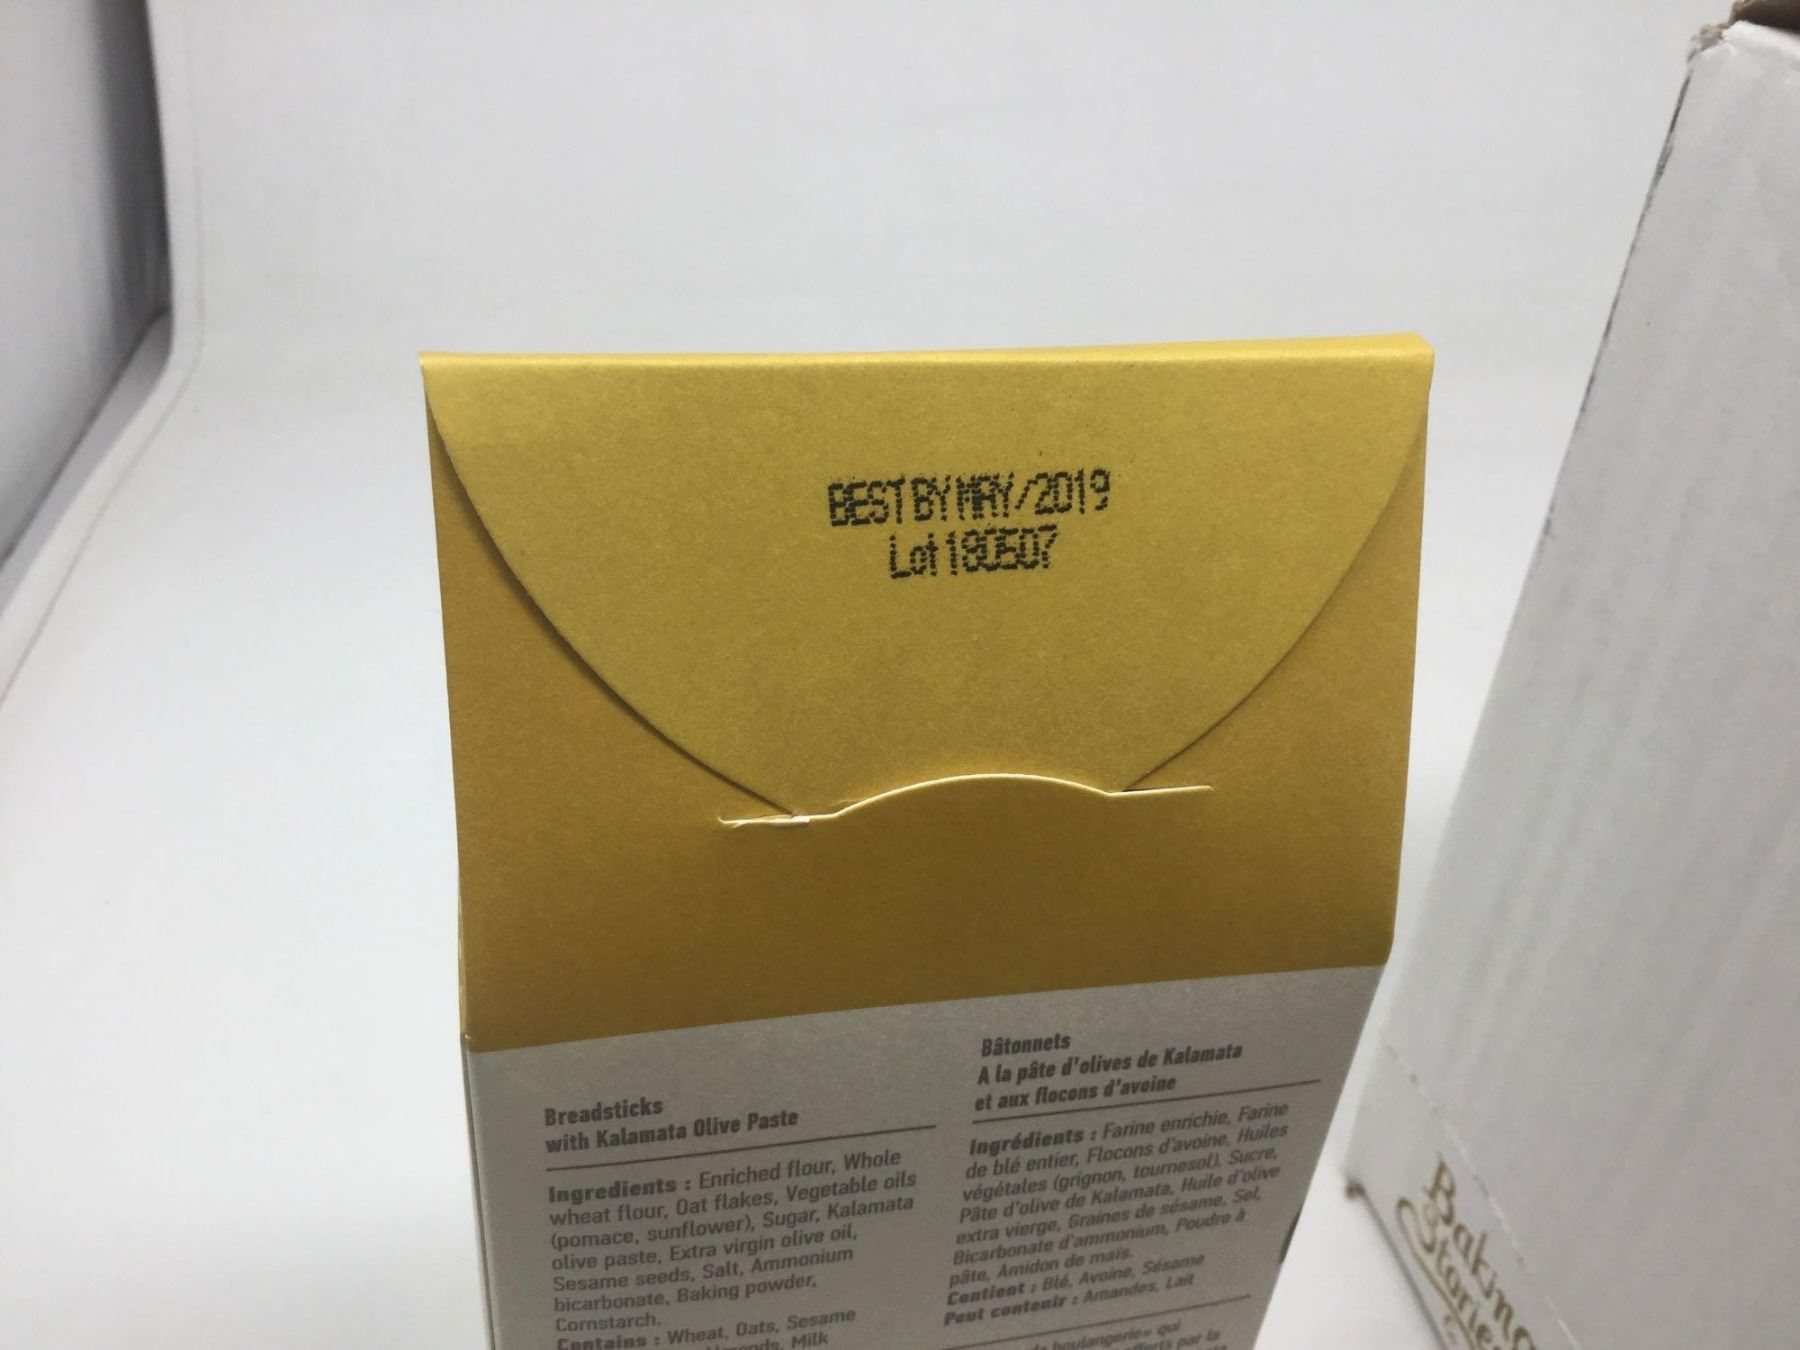 BEST BY MAY/2019
Lot 180507
Breadsticks
with Kalamata Olive Paste
Ingredients : Enriched flour, Whole
wheat flour, Oat flakes, Vegetable oils
(pomace, sunflower), Sugar, Kalamata
olive paste, Extra virgin olive oil,
Sesame seeds, Salt, Ammonium
bicarbonate, Baking powder,
Cornstarch.
Contains : Wheat, Oats, Sesame
Milk
Bâtonnets
A la pâte d'olives de Kalamata
et aux flocons d'avoine
Ingrédients : Farine enrichie, Farine
de blé entier, Flocons d'avoine, Huiles
végétales (grignon, tournesol), Sucre,
Pâte d'olive de Kalamata, Huile d'olive
extra vierge, Graines de sésame, Sel,
Bicarbonate d'ammonium, Poudre à
pâte, Amidon de maïs.
Contient : Blé, Avoine, Sésame
Peut contenir : Amandes, Lait
boulangerie» qui
par la
Baking
Stories